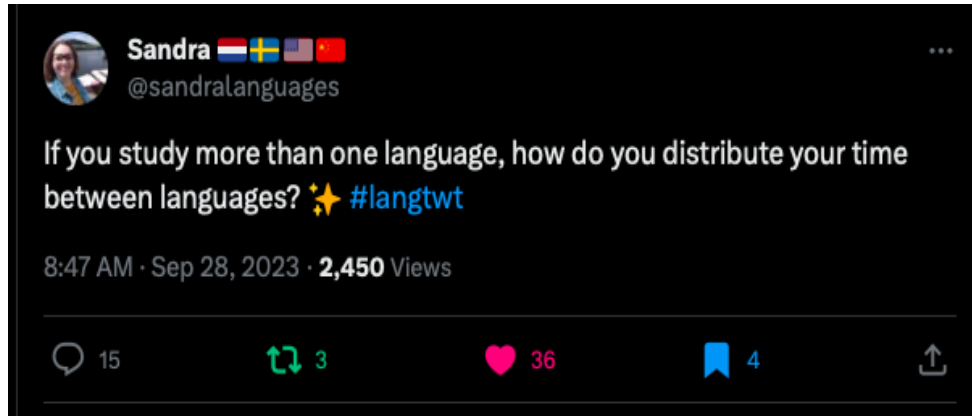 Sandra 🇳🇱🇸🇪🇺🇸🇨🇳
@sandralanguages
If you study more than one language, how do you distribute your time
between languages? ✨ #langtwt
8:47 AM · Sep 28, 2023 · 2,450 Views
15 3 36 4